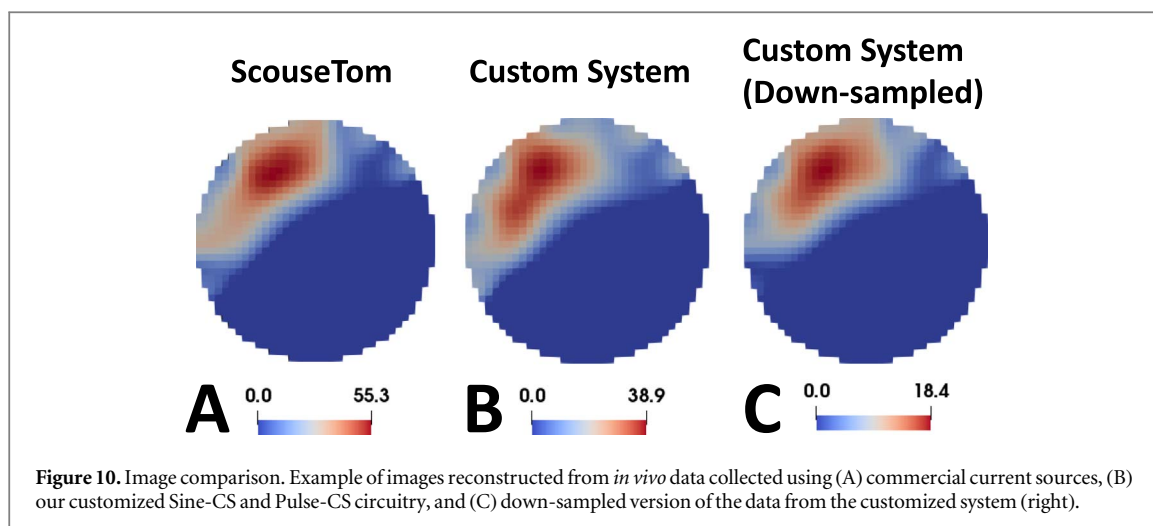 ScouseTom
Custom System
Custom System
(Down-sampled)
A
0.0 55.3
B
0.0 38.9
C
0.0 18.4
Figure 10. Image comparison. Example of images reconstructed from in vivo data collected using (A) commercial current sources, (B)
our customized Sine-CS and Pulse-CS circuitry, and (C) down-sampled version of the data from the customized system (right).